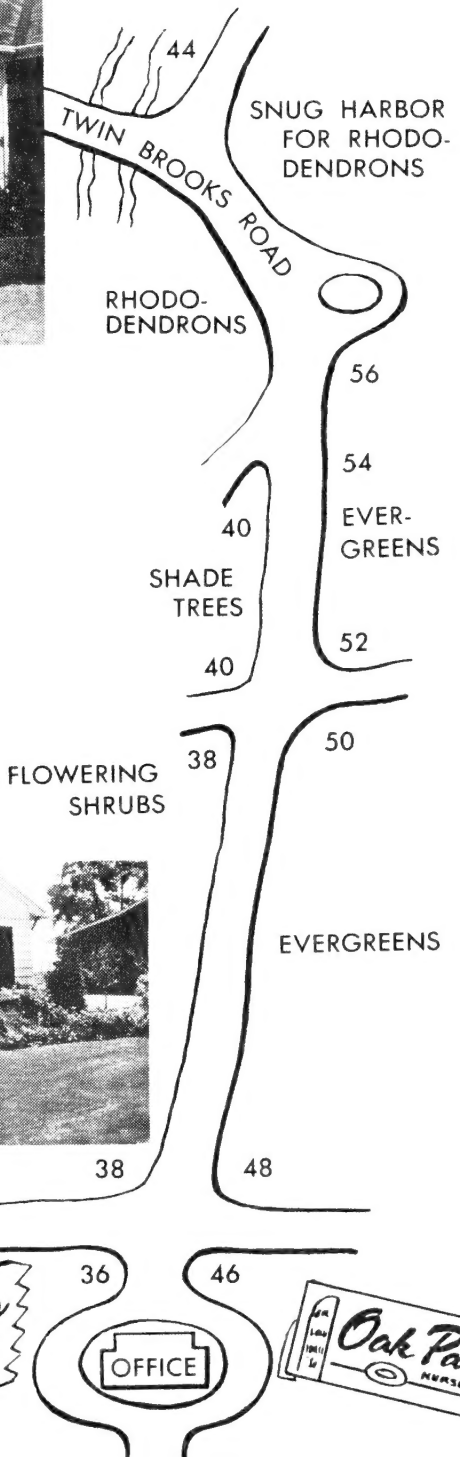 44
SNUG HARBOR
FOR RHODO-
DENDRONS
TWIN BROOKS ROAD
RHODO-
DENDRONS
56
54
40
EVER-
GREENS
SHADE
TREES
52
40
50
38
FLOWERING
SHRUBS
EVERGREENS
38
48
36
46
OFFICE
Oak